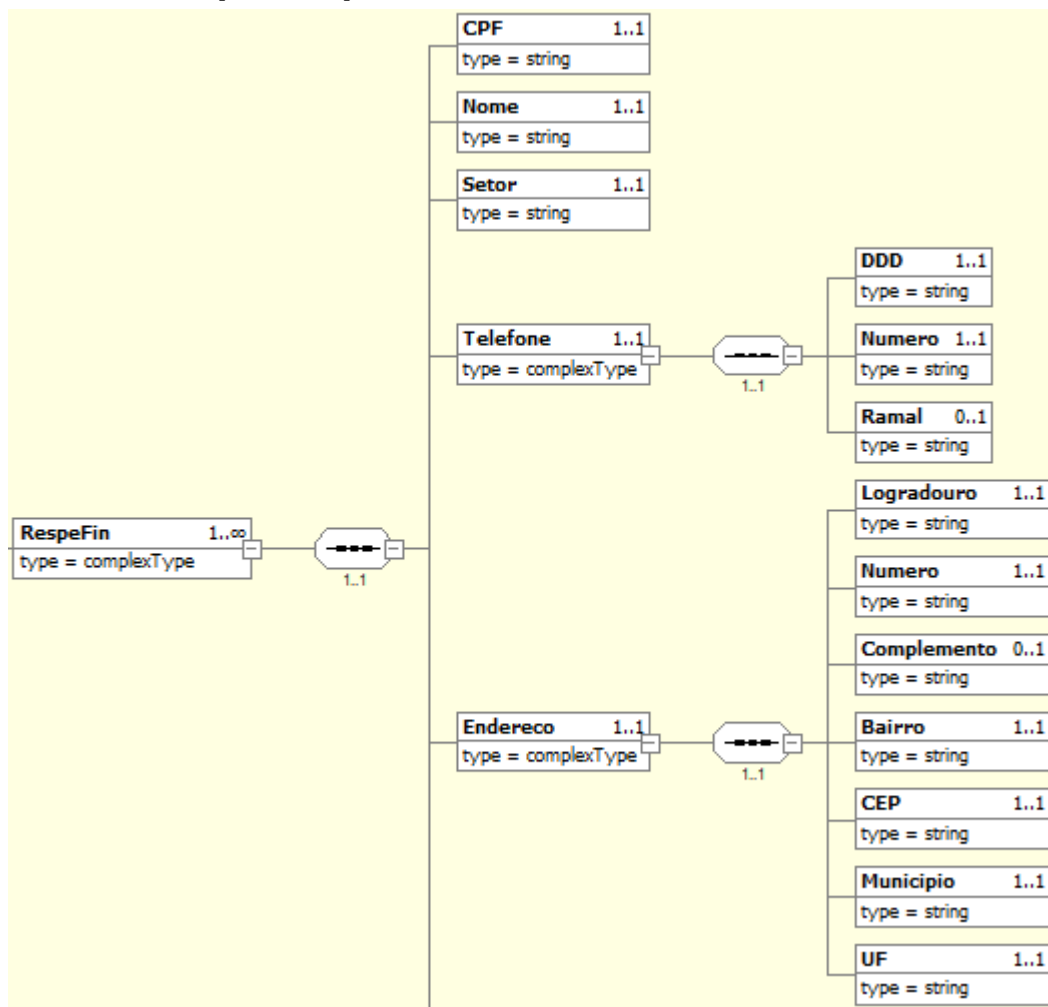 CPF 1..1
type = string
Nome 1..1
type = string
Setor 1..1
type = string
DDD 1..1
type = string
Telefone 1..1
type = complexType
1..1
Numero 1..1
type = string
Ramal 0..1
type = string
Logradouro 1..1
type = string
RespeFin 1..∞
type = complexType
1..1
Numero 1..1
type = string
Complemento 0..1
type = string
Endereco 1..1
type = complexType
1..1
Bairro 1..1
type = string
CEP 1..1
type = string
Municipio 1..1
type = string
UF 1..1
type = string